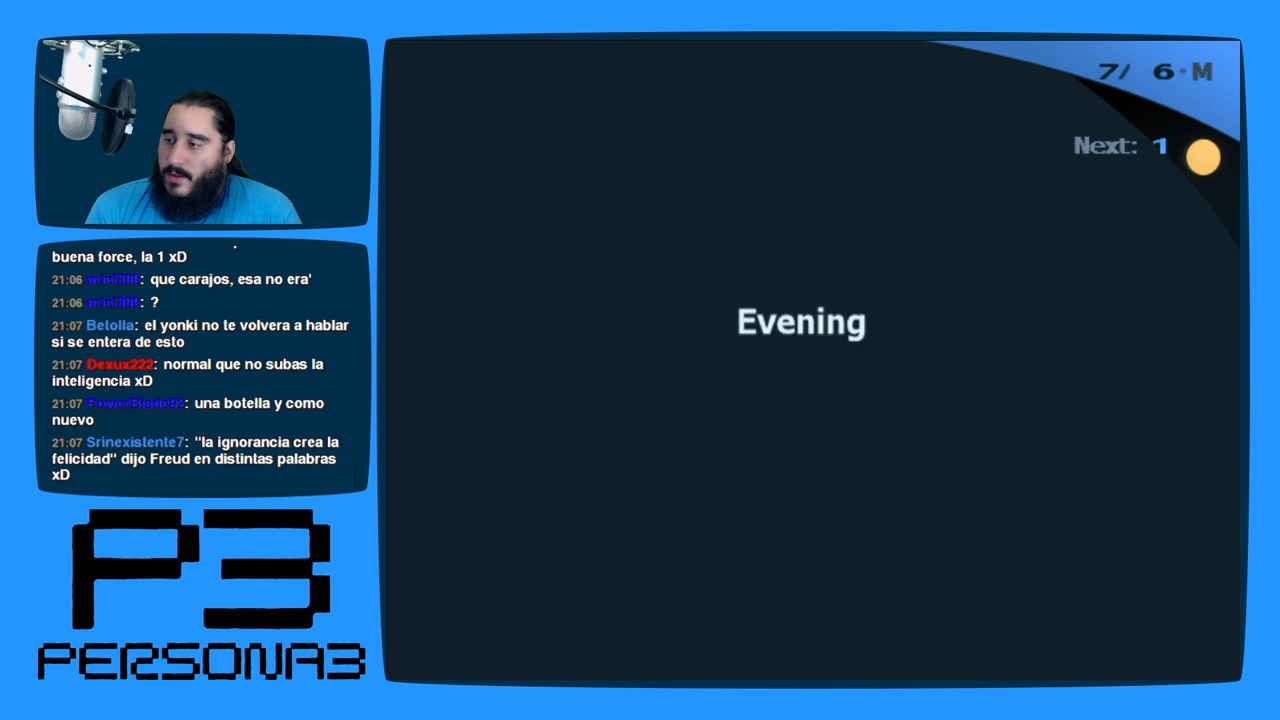 buena force, la 1 xD
21:06 ariel300: que carajos, esa no era'
21:06 ariel300: ?
21:07 Betolla: el yonki no te volvera a hablar
si se entera de esto
21:07 Dexux222: normal que no subas la
inteligencia xD
21:07 : una botella y como
nuevo
21:07 Srinexistente7: "la ignorancia crea la
felicidad" dijo Freud en distintas palabras
xD
P3
PERSONA3
7/ 6·M
Next: 1
Evening